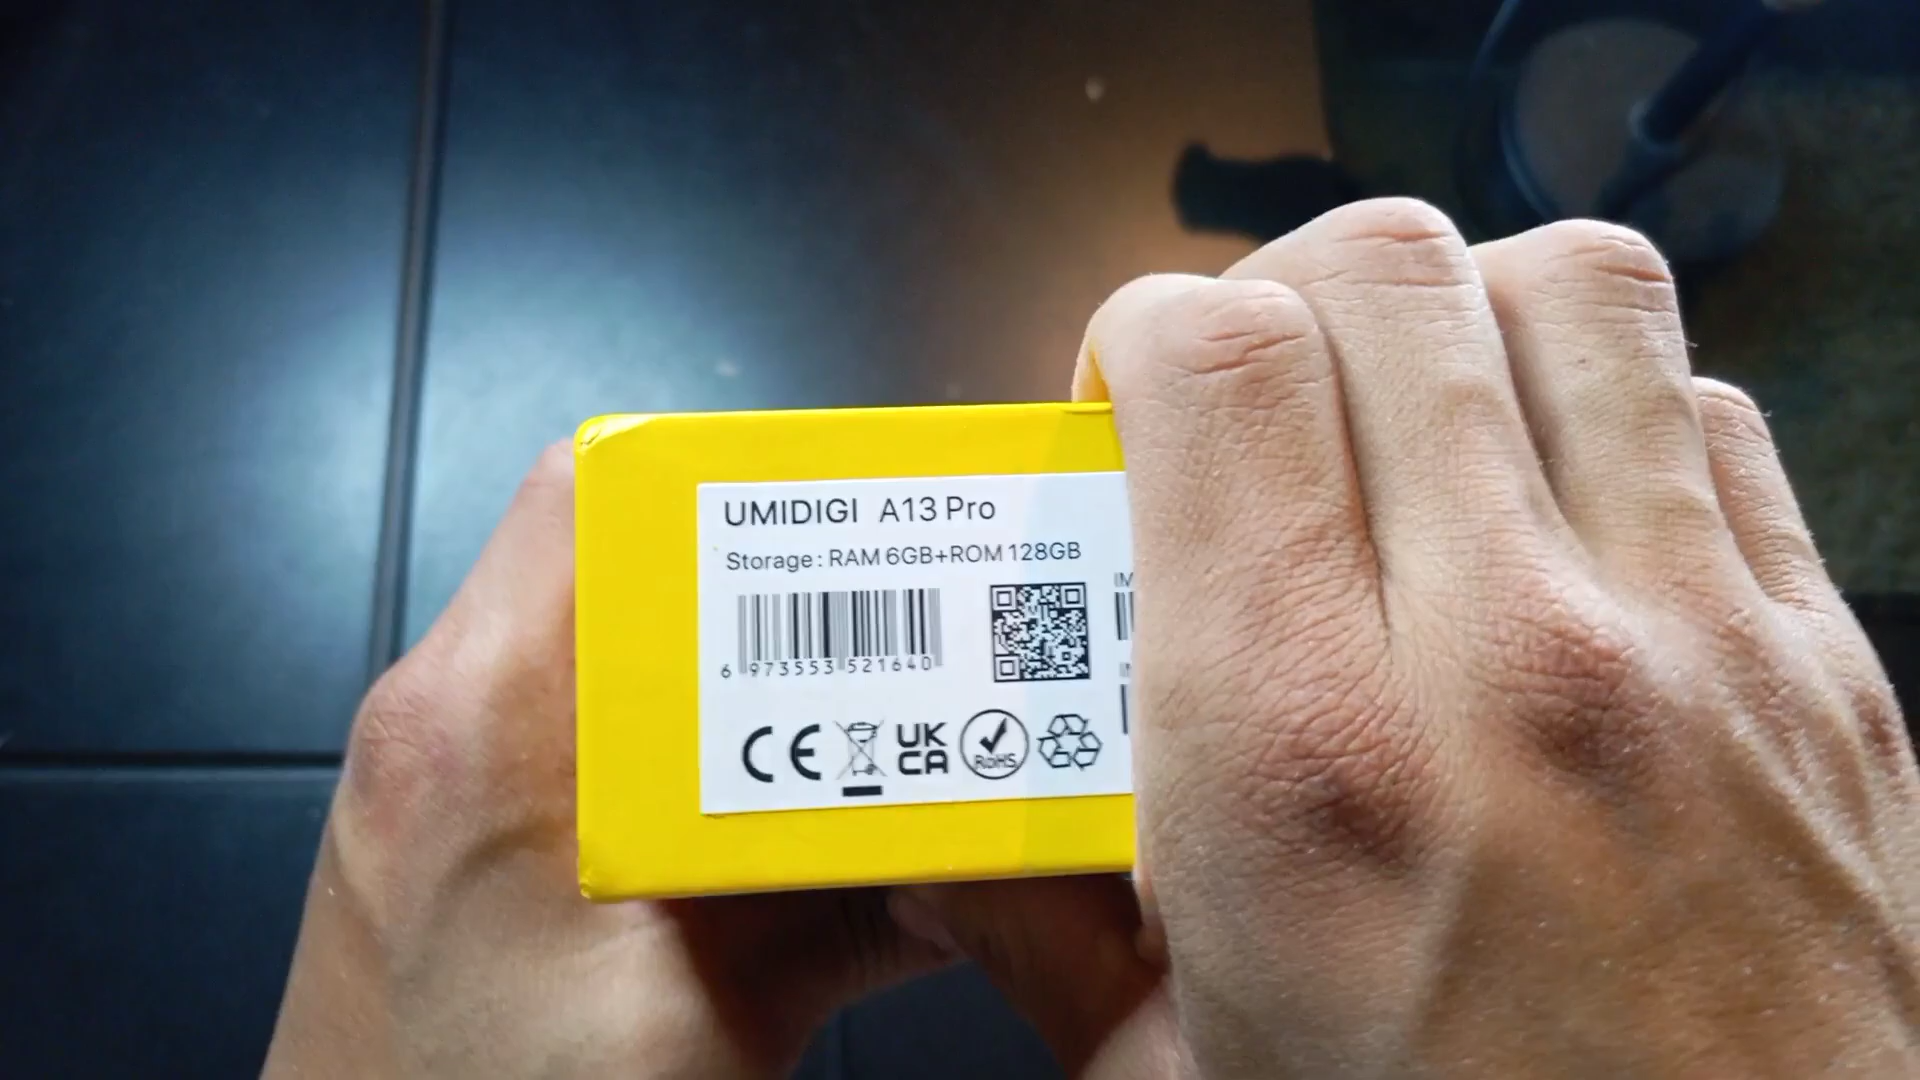 UMIDIGI A13 Pro
Storage: RAM 6GB+ROM 128GB
6 973553 521640
CE
UK
CA
RoHS